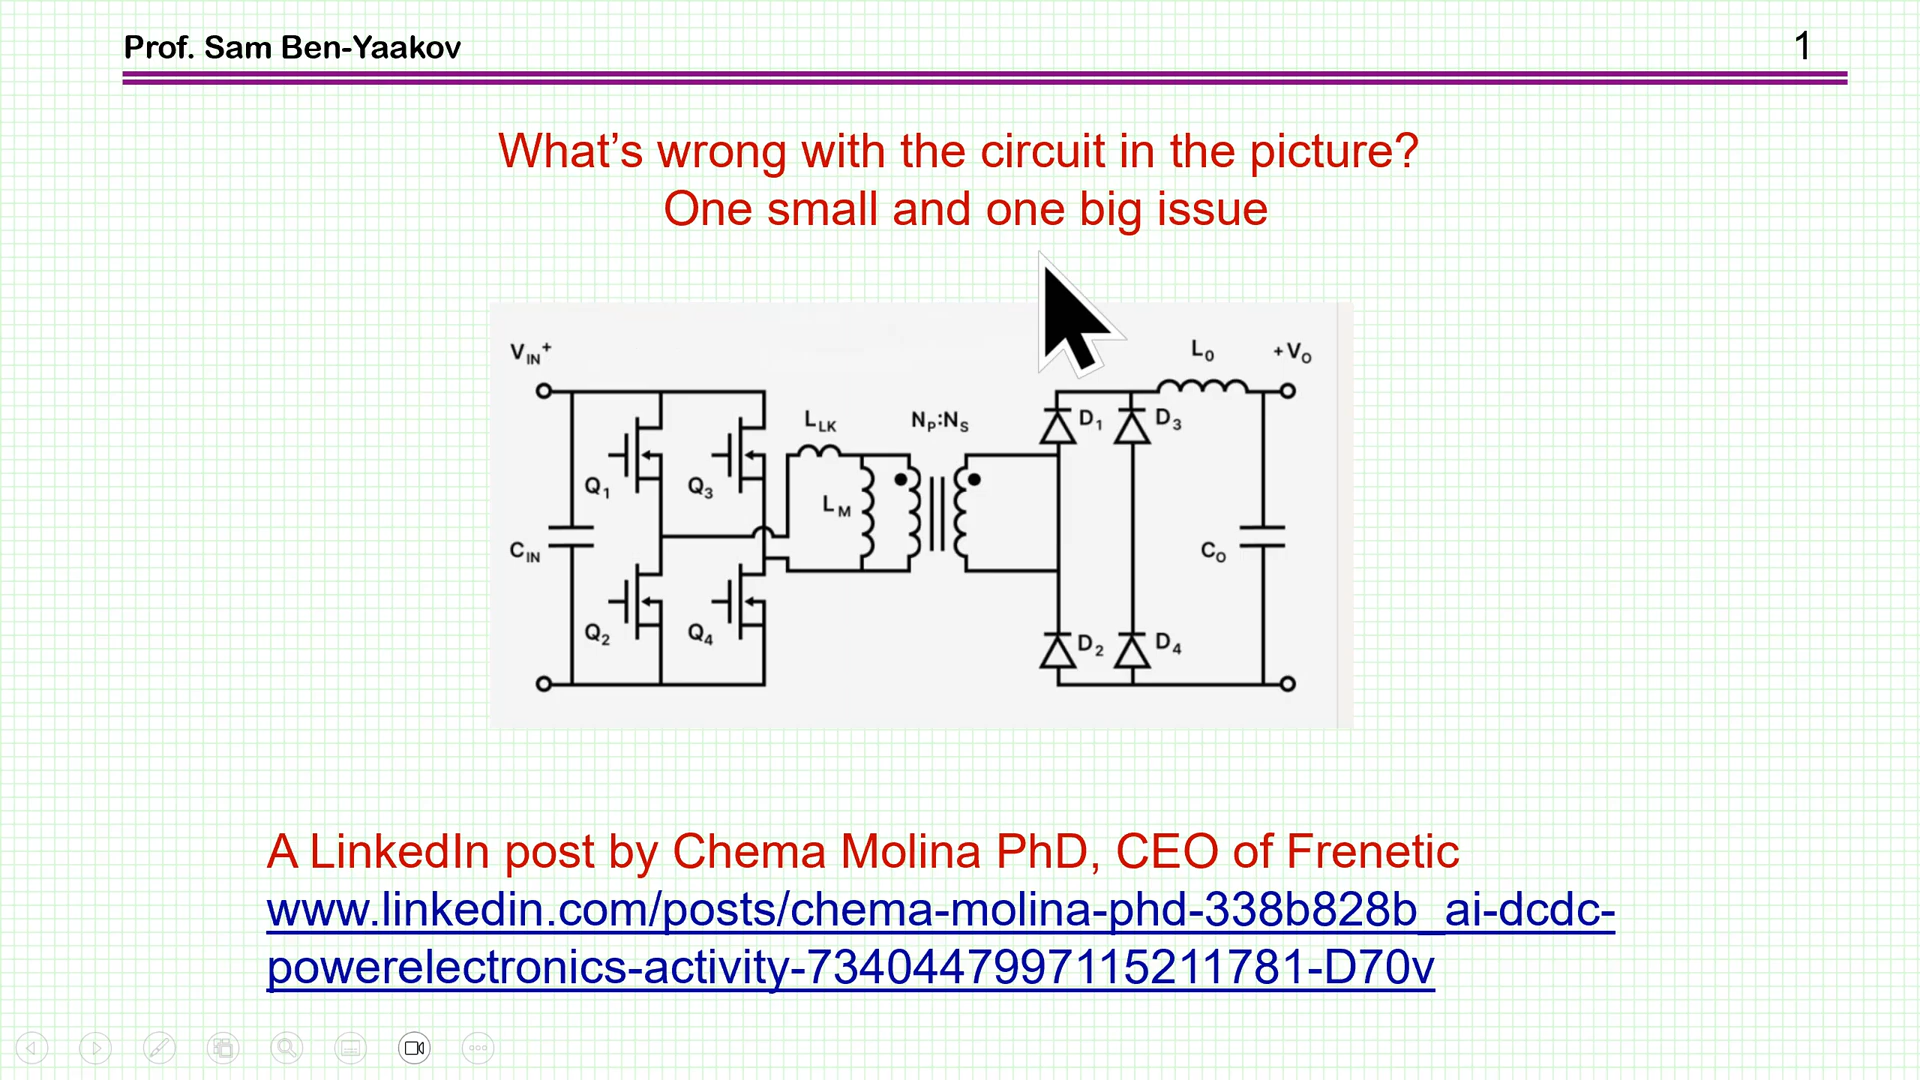 Prof. Sam Ben-Yaakov
1
What's wrong with the circuit in the picture?
One small and one big issue
VIN+
LLK
NP:NS
L0
+VO
D1
D3
Q1
Q3
LM
CIN
CO
Q2
Q4
D2
D4
A LinkedIn post by Chema Molina PhD, CEO of Frenetic
www.linkedin.com/posts/chema-molina-phd-338b828b_ai-dcdc-
powerelectronics-activity-7340447997115211781-D70v